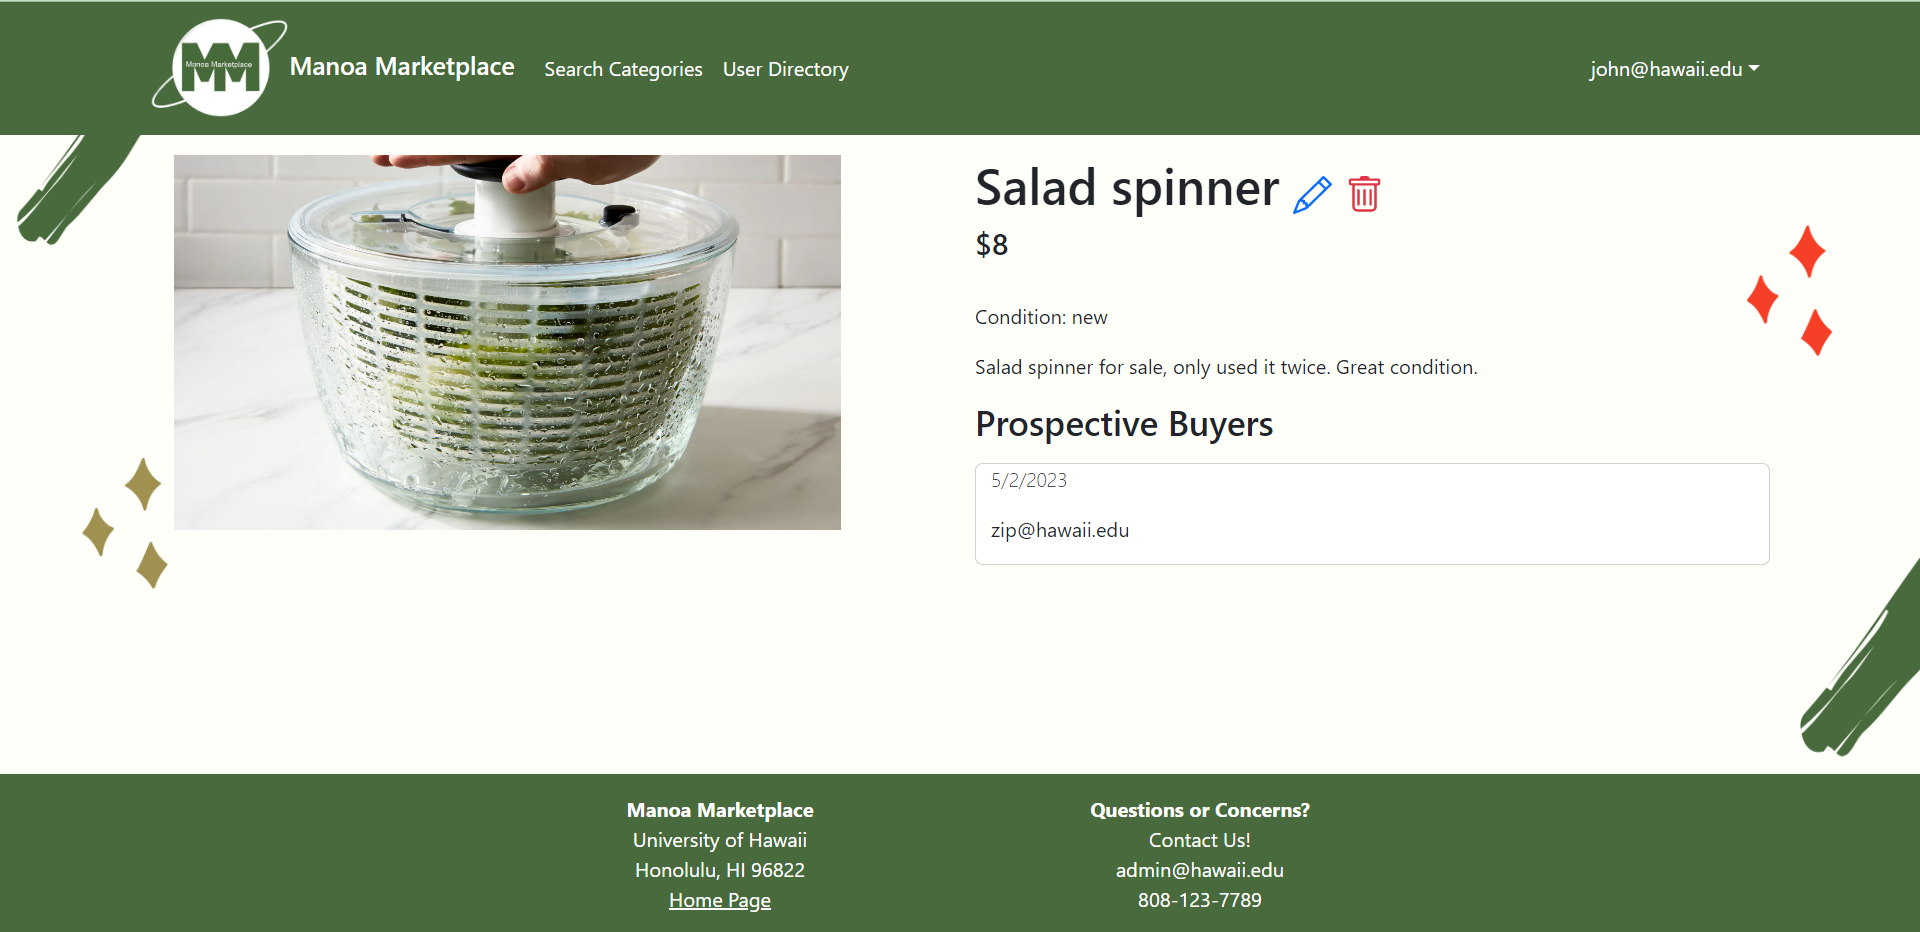 MM
Manoa Marketplace
Manoa Marketplace
Search Categories
User Directory
john@hawaii.edu
Salad spinner
$8
Condition: new
Salad spinner for sale, only used it twice. Great condition.
Prospective Buyers
5/2/2023
zip@hawaii.edu
Manoa Marketplace
University of Hawaii
Honolulu, HI 96822
Home Page
Questions or Concerns?
Contact Us!
admin@hawaii.edu
808-123-7789